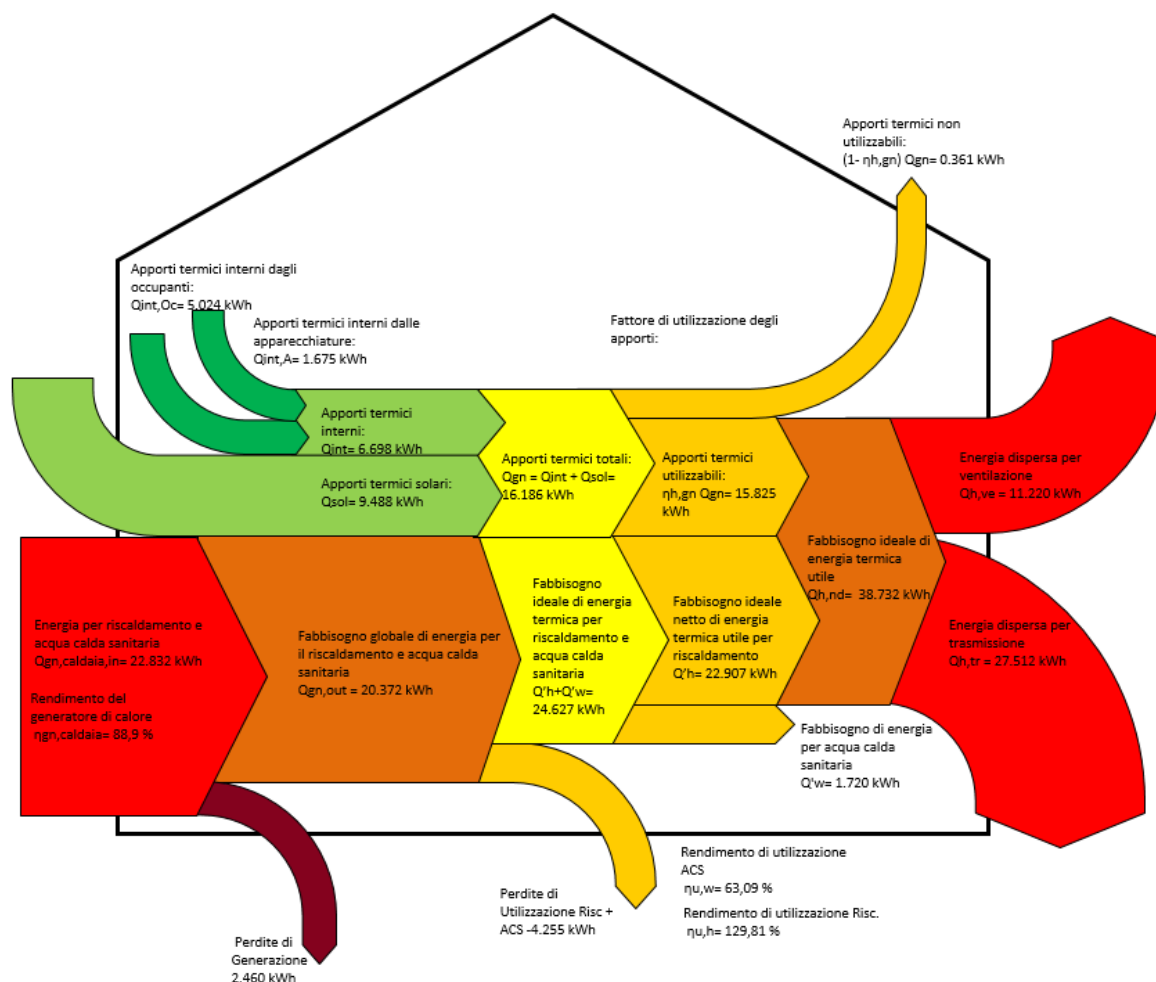 Apporti termici non
utilizzabili:
(1- ηh,gn) Qgn= 0.361 kWh
Apporti termici interni dagli
occupanti:
Qint,Oc= 5.024 kWh
Apporti termici interni dalle
apparecchiature:
Qint,A= 1.675 kWh
Fattore di utilizzazione degli
apporti:
Apporti termici
interni:
Qint= 6.698 kWh
Apporti termici solari:
Qsol= 9.488 kWh
Apporti termici totali:
Qgn = Qint + Qsol=
16.186 kWh
Apporti termici
utilizzabili:
ηh,gn Qgn= 15.825
kWh
Energia dispersa per
ventilazione
Qh,ve = 11.220 kWh
Fabbisogno ideale di
energia termica
utile
Qh,nd=  38.732 kWh
Energia per riscaldamento e
acqua calda sanitaria
Qgn,caldaia,in= 22.832 kWh
Rendimento del
generatore di calore
ηgn,caldaia= 88,9 %
Fabbisogno globale di energia per
il riscaldamento e acqua calda
sanitaria
Qgn,out = 20.372 kWh
Fabbisogno
ideale di energia
termica per
riscaldamento e
acqua calda
sanitaria
Q'h+Q'w=
24.627 kWh
Fabbisogno ideale
netto di energia
termica utile per
riscaldamento
Q'h= 22.907 kWh
Energia dispersa per
trasmissione
Qh,tr = 27.512 kWh
Fabbisogno di energia
per acqua calda
sanitaria
Q'w= 1.720 kWh
Perdite di
Generazione
2.460 kWh
Perdite di
Utilizzazione Risc +
ACS -4.255 kWh
Rendimento di utilizzazione
ACS
ηu,w= 63,09 %
Rendimento di utilizzazione Risc.
ηu,h= 129,81 %